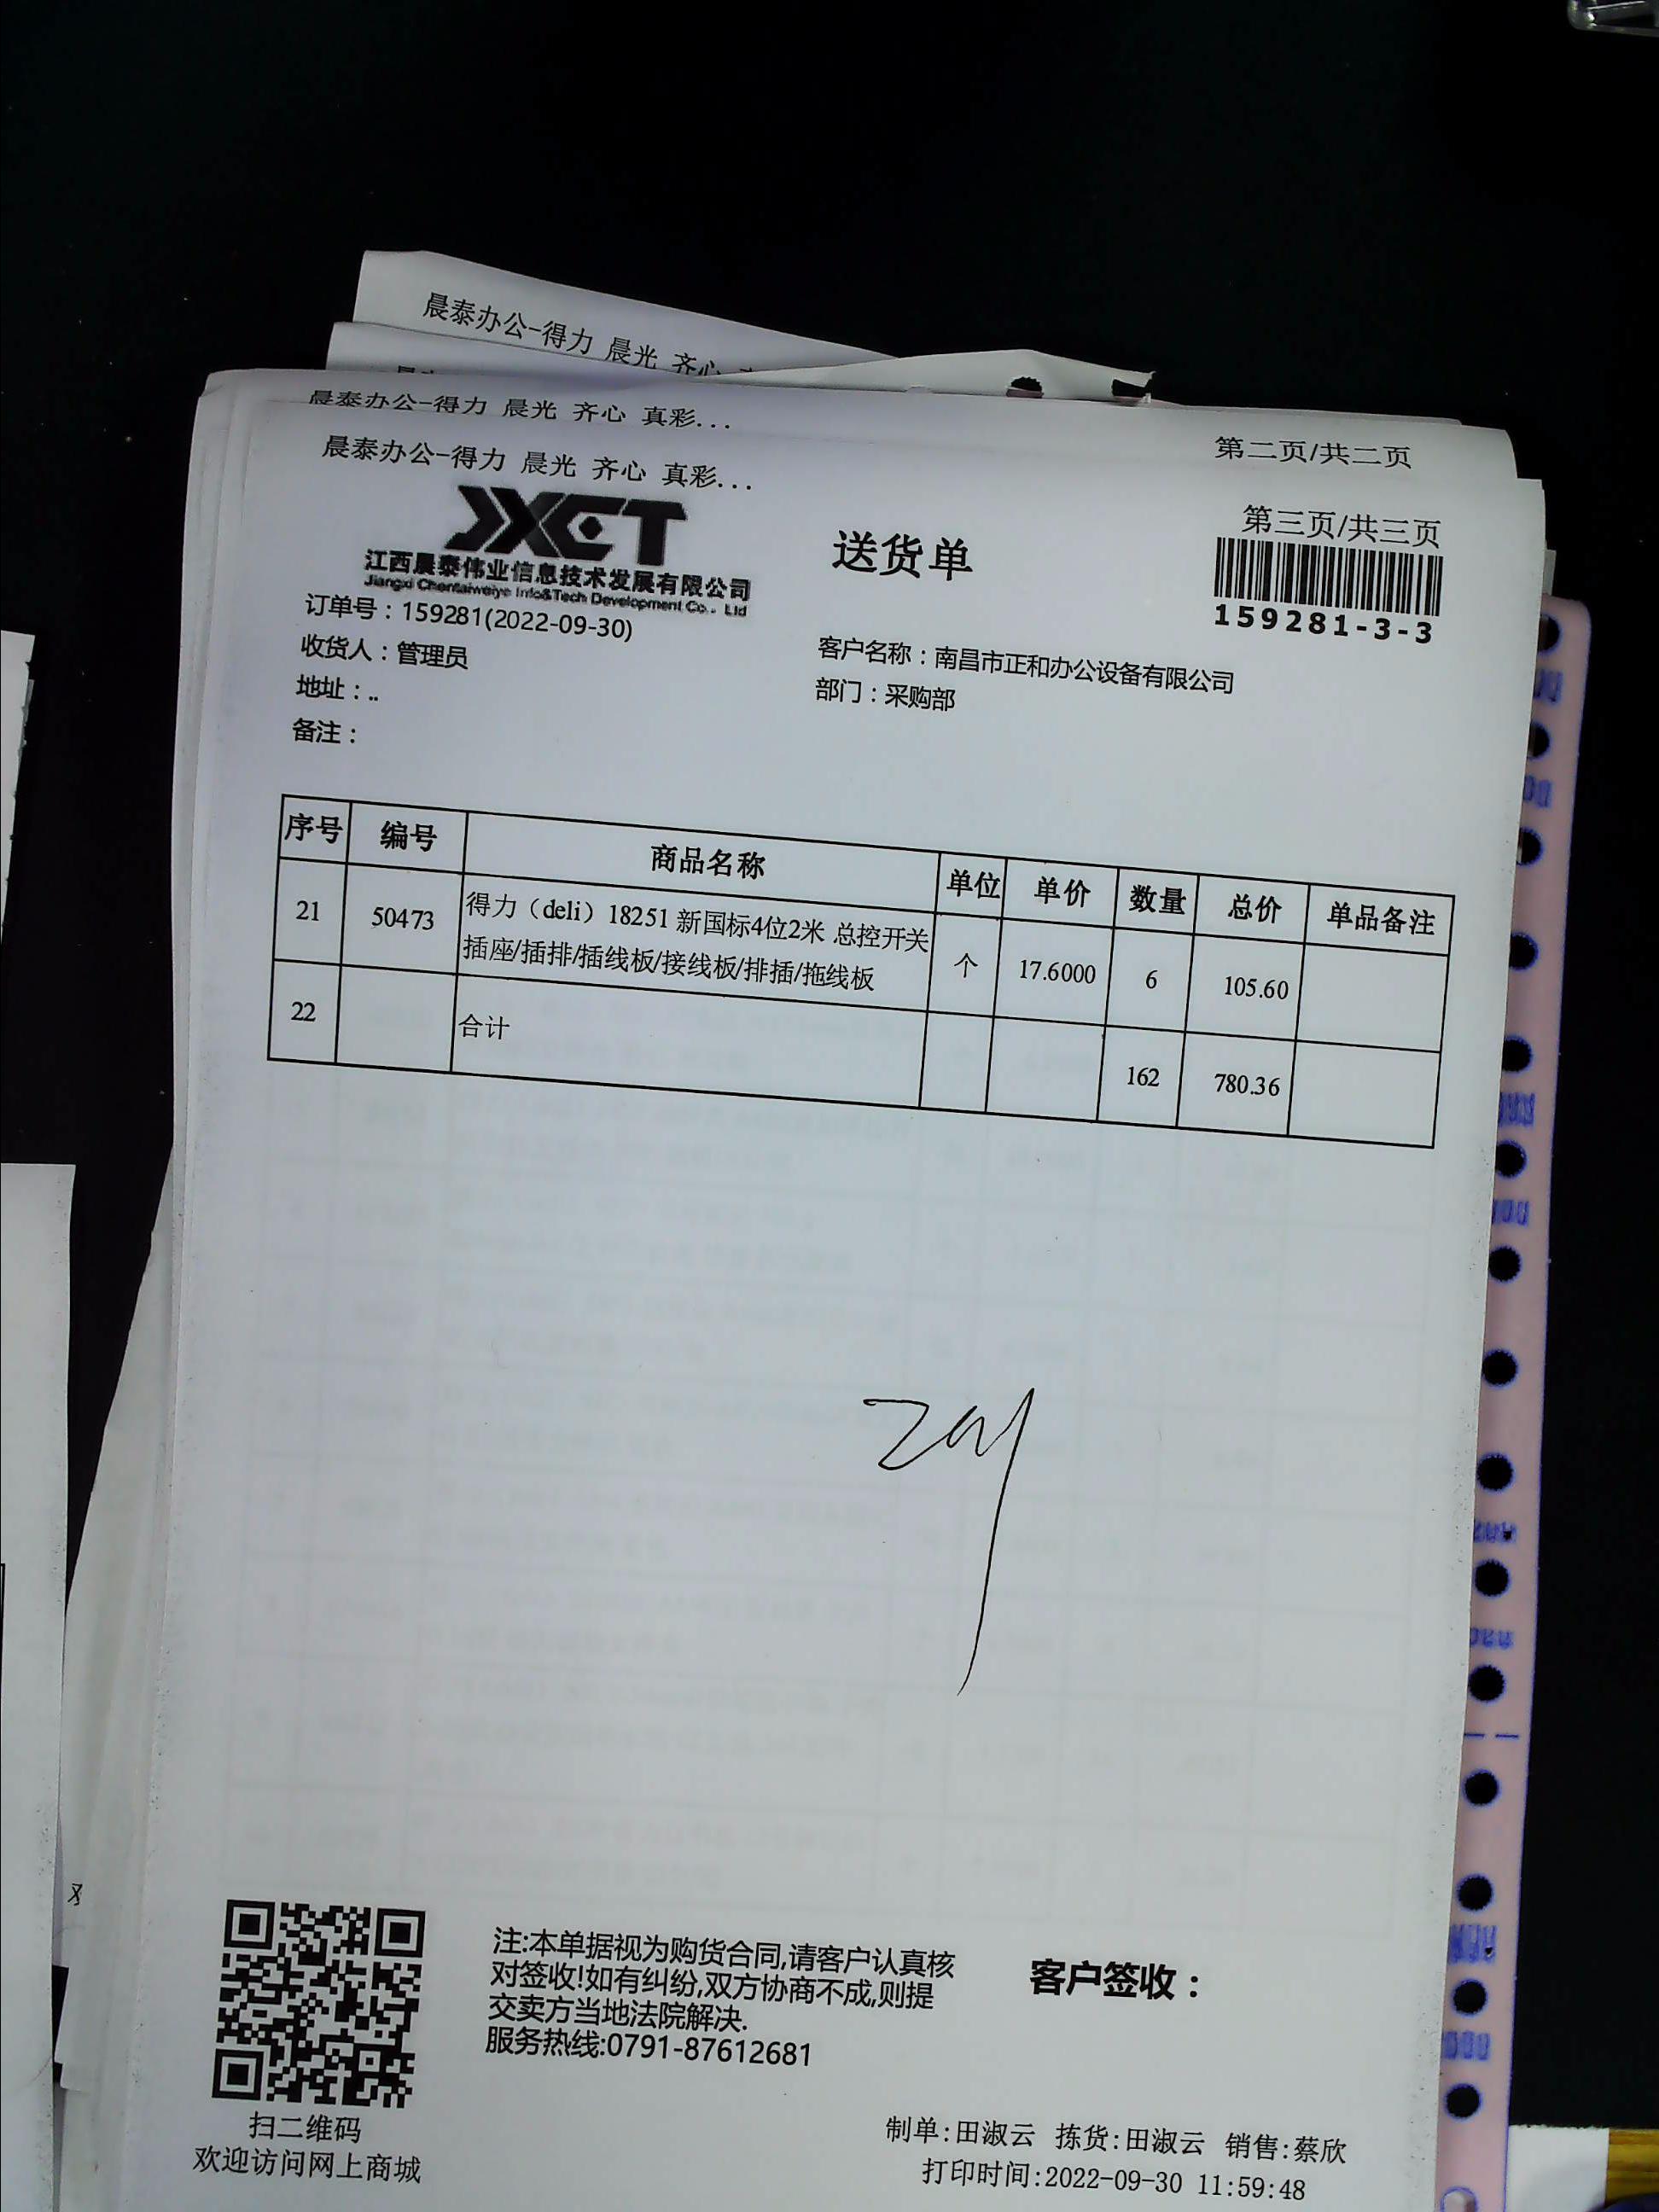 晨泰办公-得力 晨光 齐心
晨泰办公-得力 晨光 齐心 真彩...
第二页/共二页
晨泰办公-得力 晨光 齐心 真彩...
第三页/共三页
JXCT
江西晨泰伟业信息技术发展有限公司
Jiangxi Chentaiweiye Info&Tech Development Co., Ltd
送货单
159281-3-3
订单号：159281(2022-09-30)
收货人：管理员
客户名称：南昌市正和办公设备有限公司
地址：..
部门：采购部
备注：
序号 编号 商品名称 单位 单价 数量 总价 单品备注
21 50473 得力（deli）18251 新国标4位2米 总控开关 个 17.6000 6 105.60
插座/插排/插线板/接线板/排插/拖线板
22 合计 162 780.36
注:本单据视为购货合同,请客户认真核
对签收!如有纠纷,双方协商不成,则提
交卖方当地法院解决.
服务热线:0791-87612681
客户签收：
扫二维码
欢迎访问网上商城
制单:田淑云 拣货:田淑云 销售:蔡欣
打印时间:2022-09-30 11:59:48